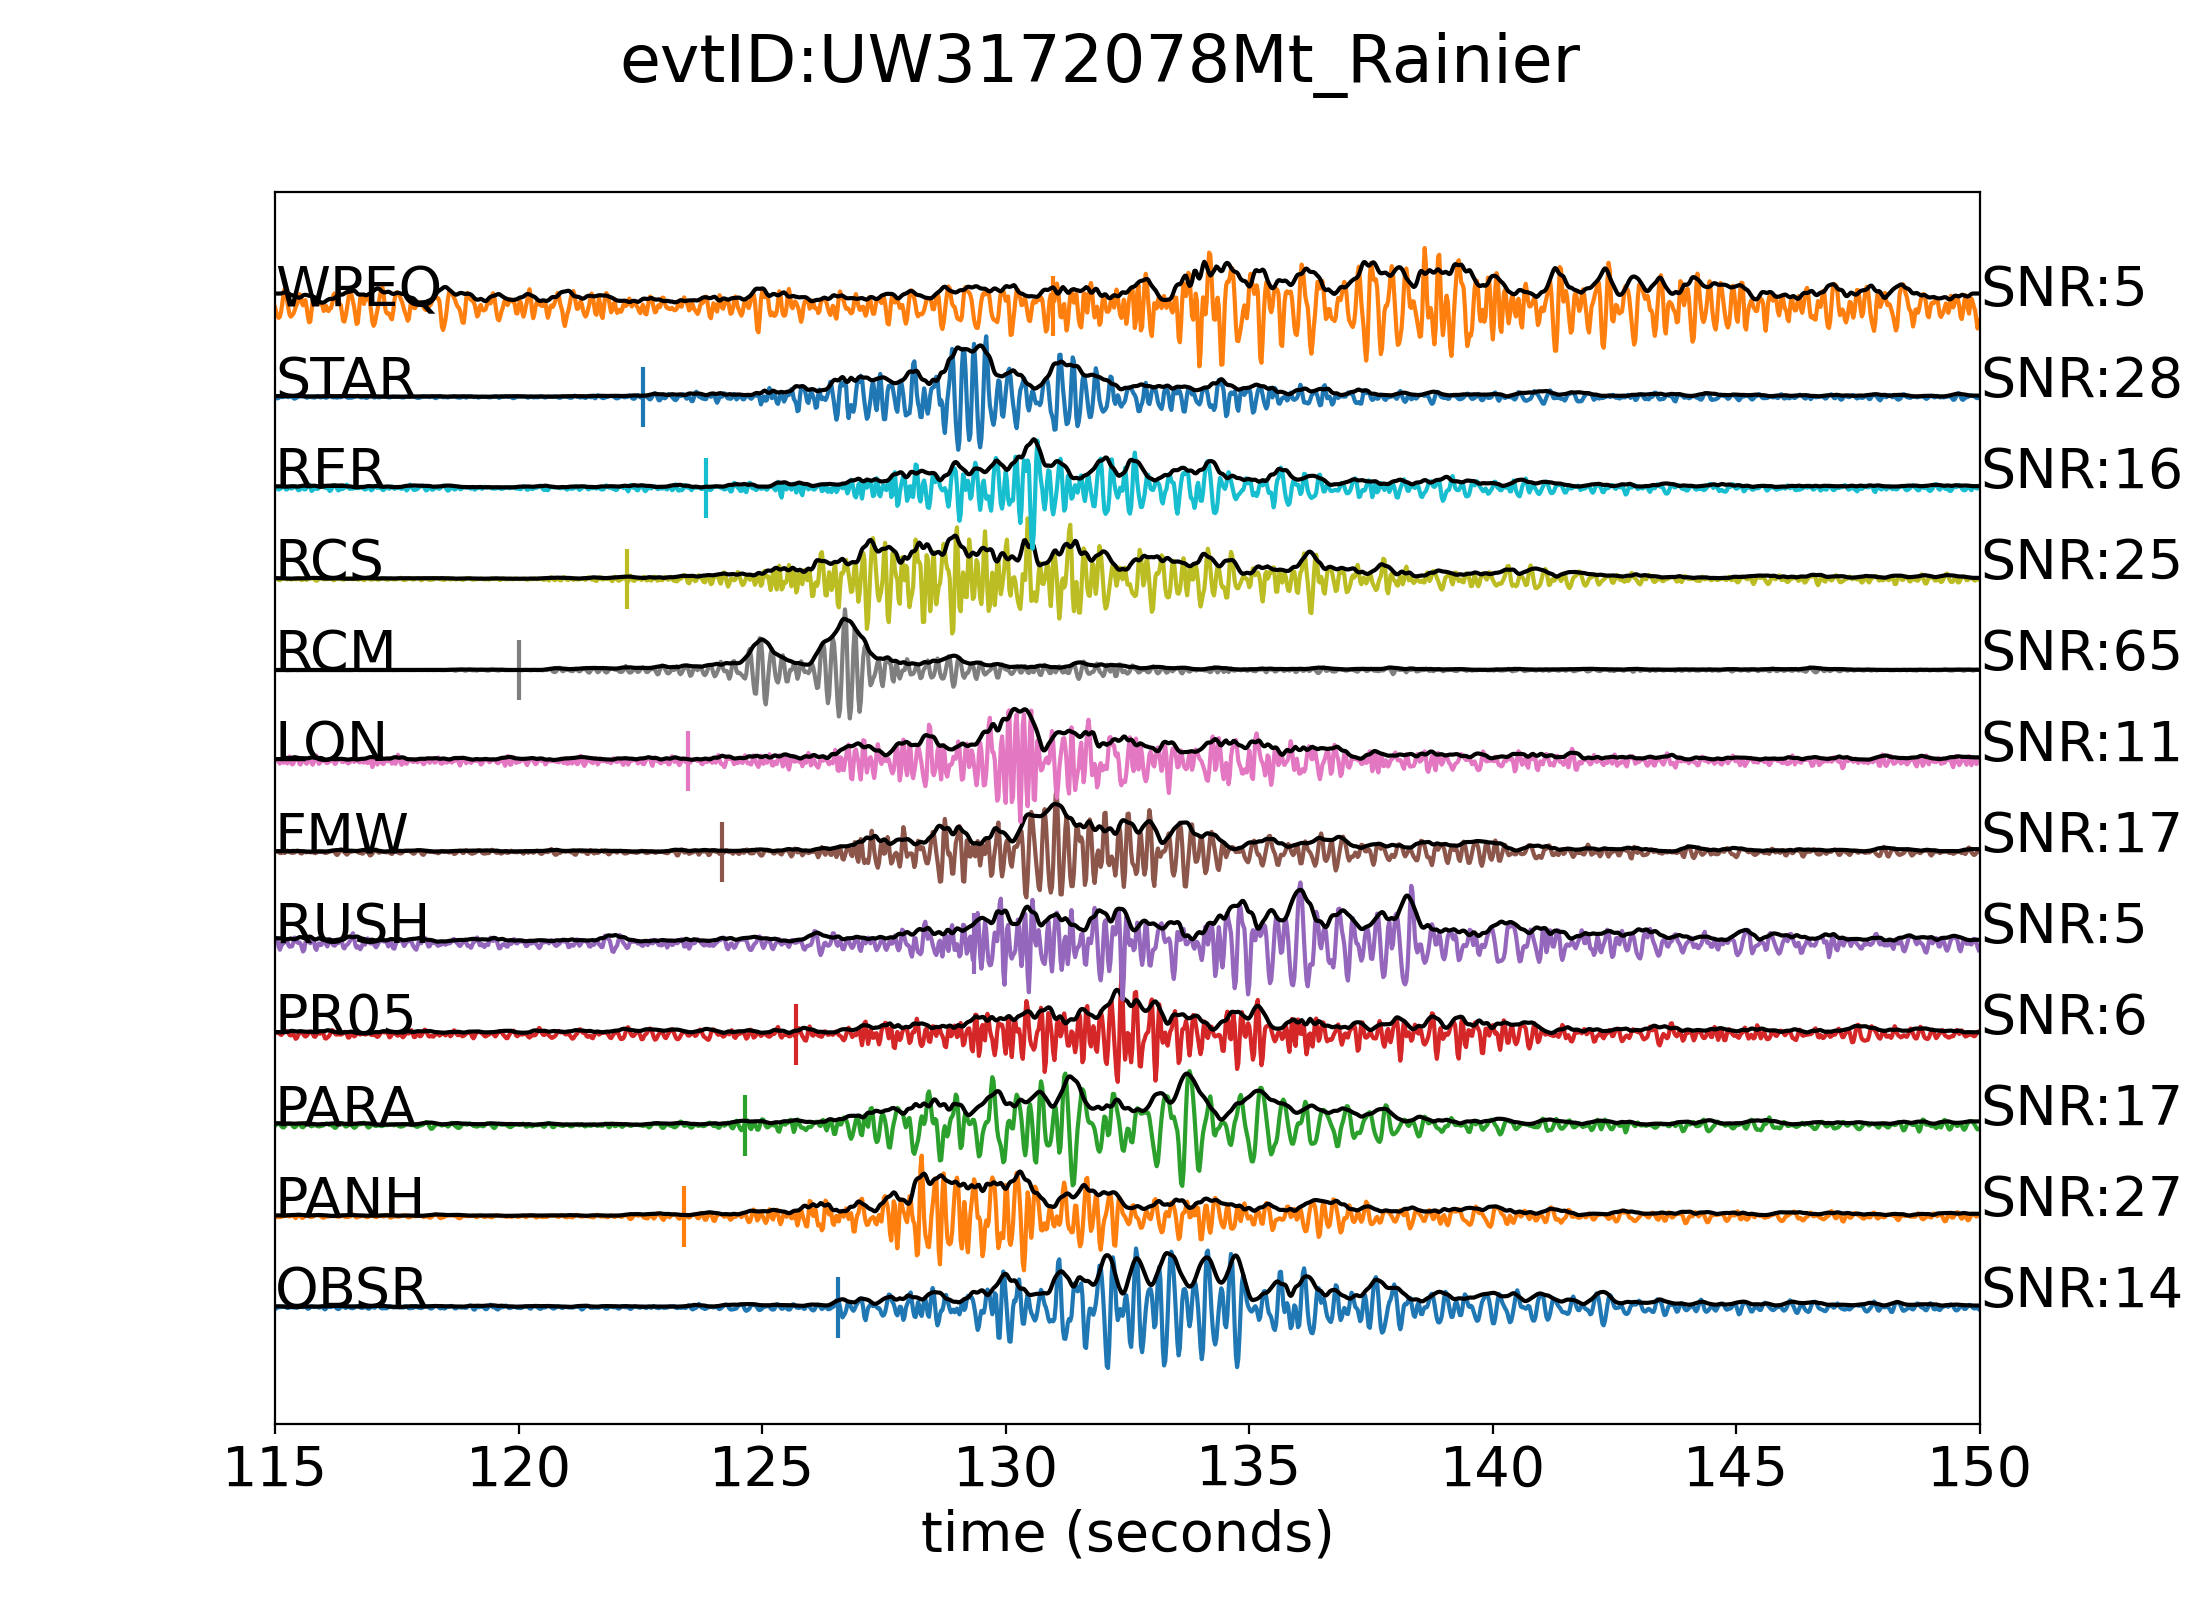 evtID:UW3172078Mt_Rainier
WPEQ SNR:5
STAR SNR:28
RER SNR:16
RCS SNR:25
RCM SNR:65
LON SNR:11
FMW SNR:17
RUSH SNR:5
PR05 SNR:6
PARA SNR:17
PANH SNR:27
OBSR SNR:14
115 120 125 130 135 140 145 150
time (seconds)